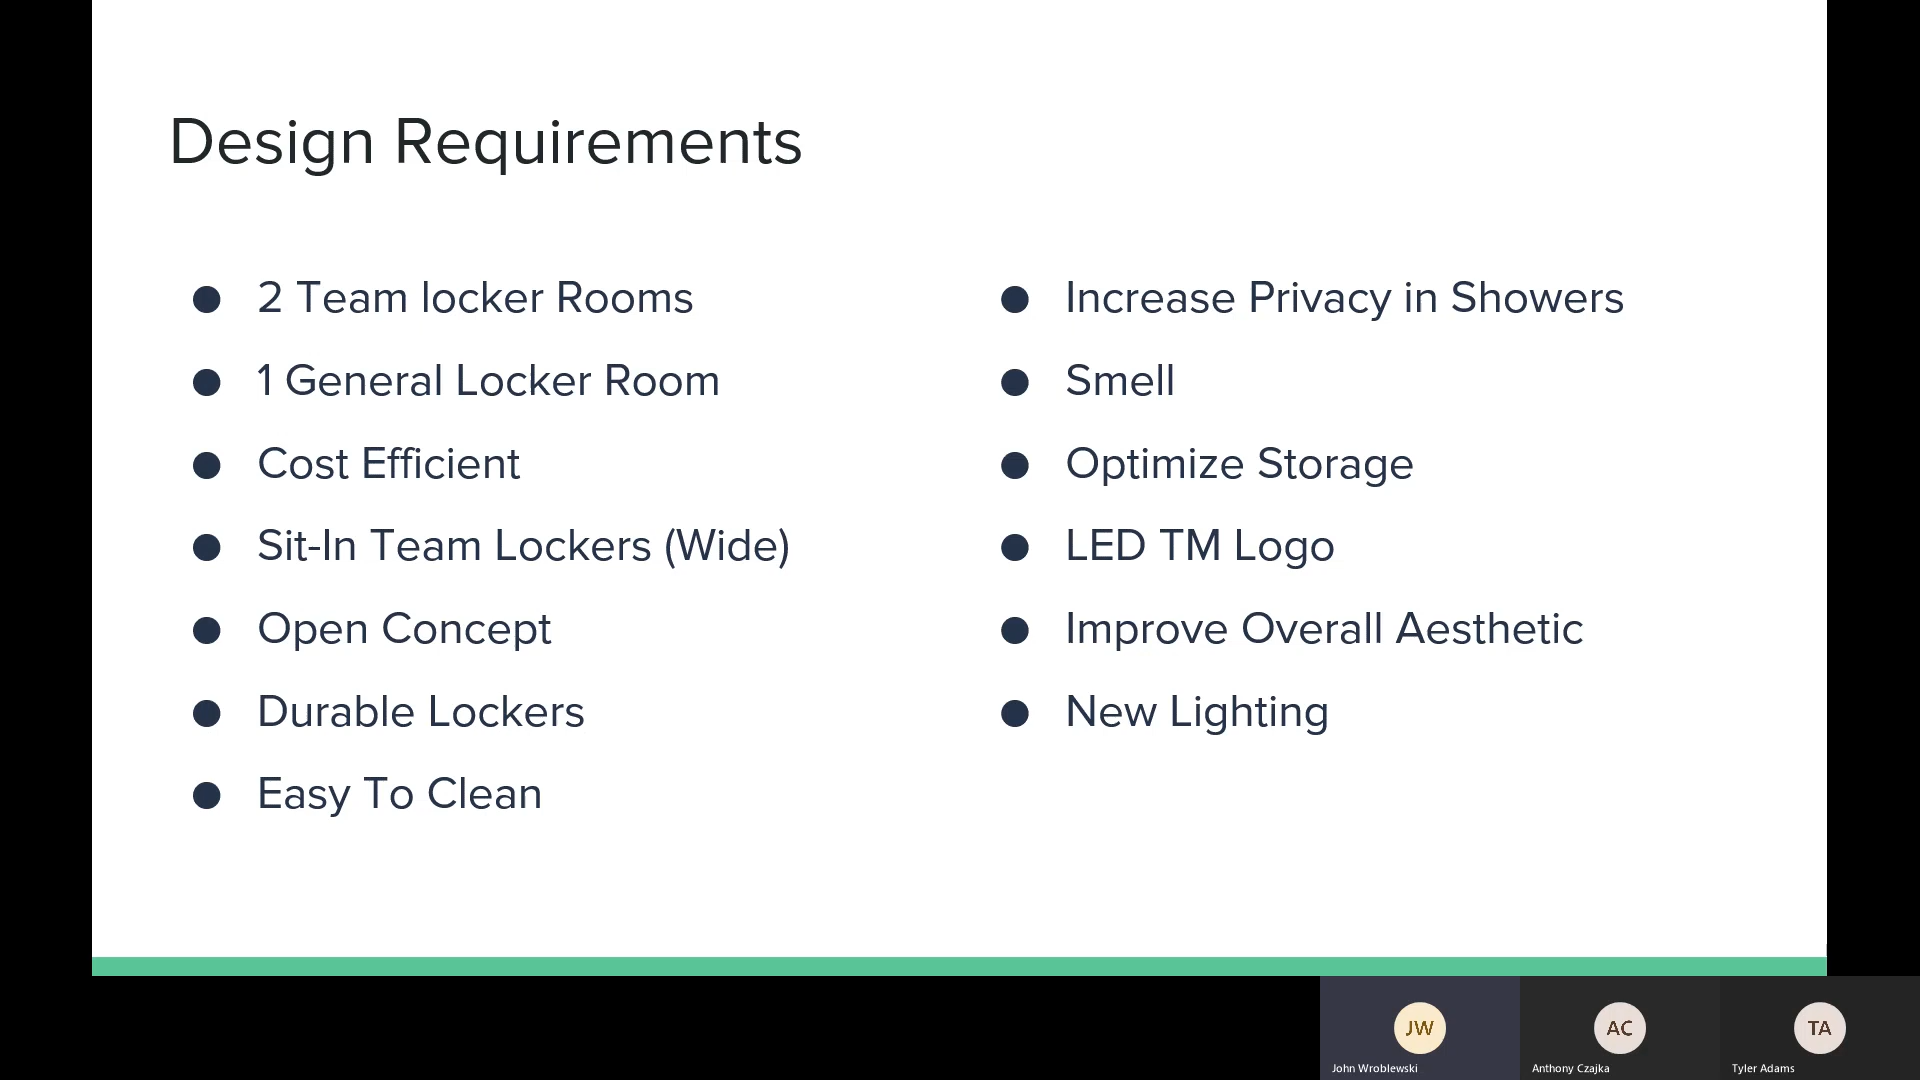 Design Requirements
● 2 Team locker Rooms
● 1 General Locker Room
● Cost Efficient
● Sit-In Team Lockers (Wide)
● Open Concept
● Durable Lockers
● Easy To Clean
● Increase Privacy in Showers
● Smell
● Optimize Storage
● LED TM Logo
● Improve Overall Aesthetic
● New Lighting
JW
John Wroblewski
AC
Anthony Czajka
TA
Tyler Adams